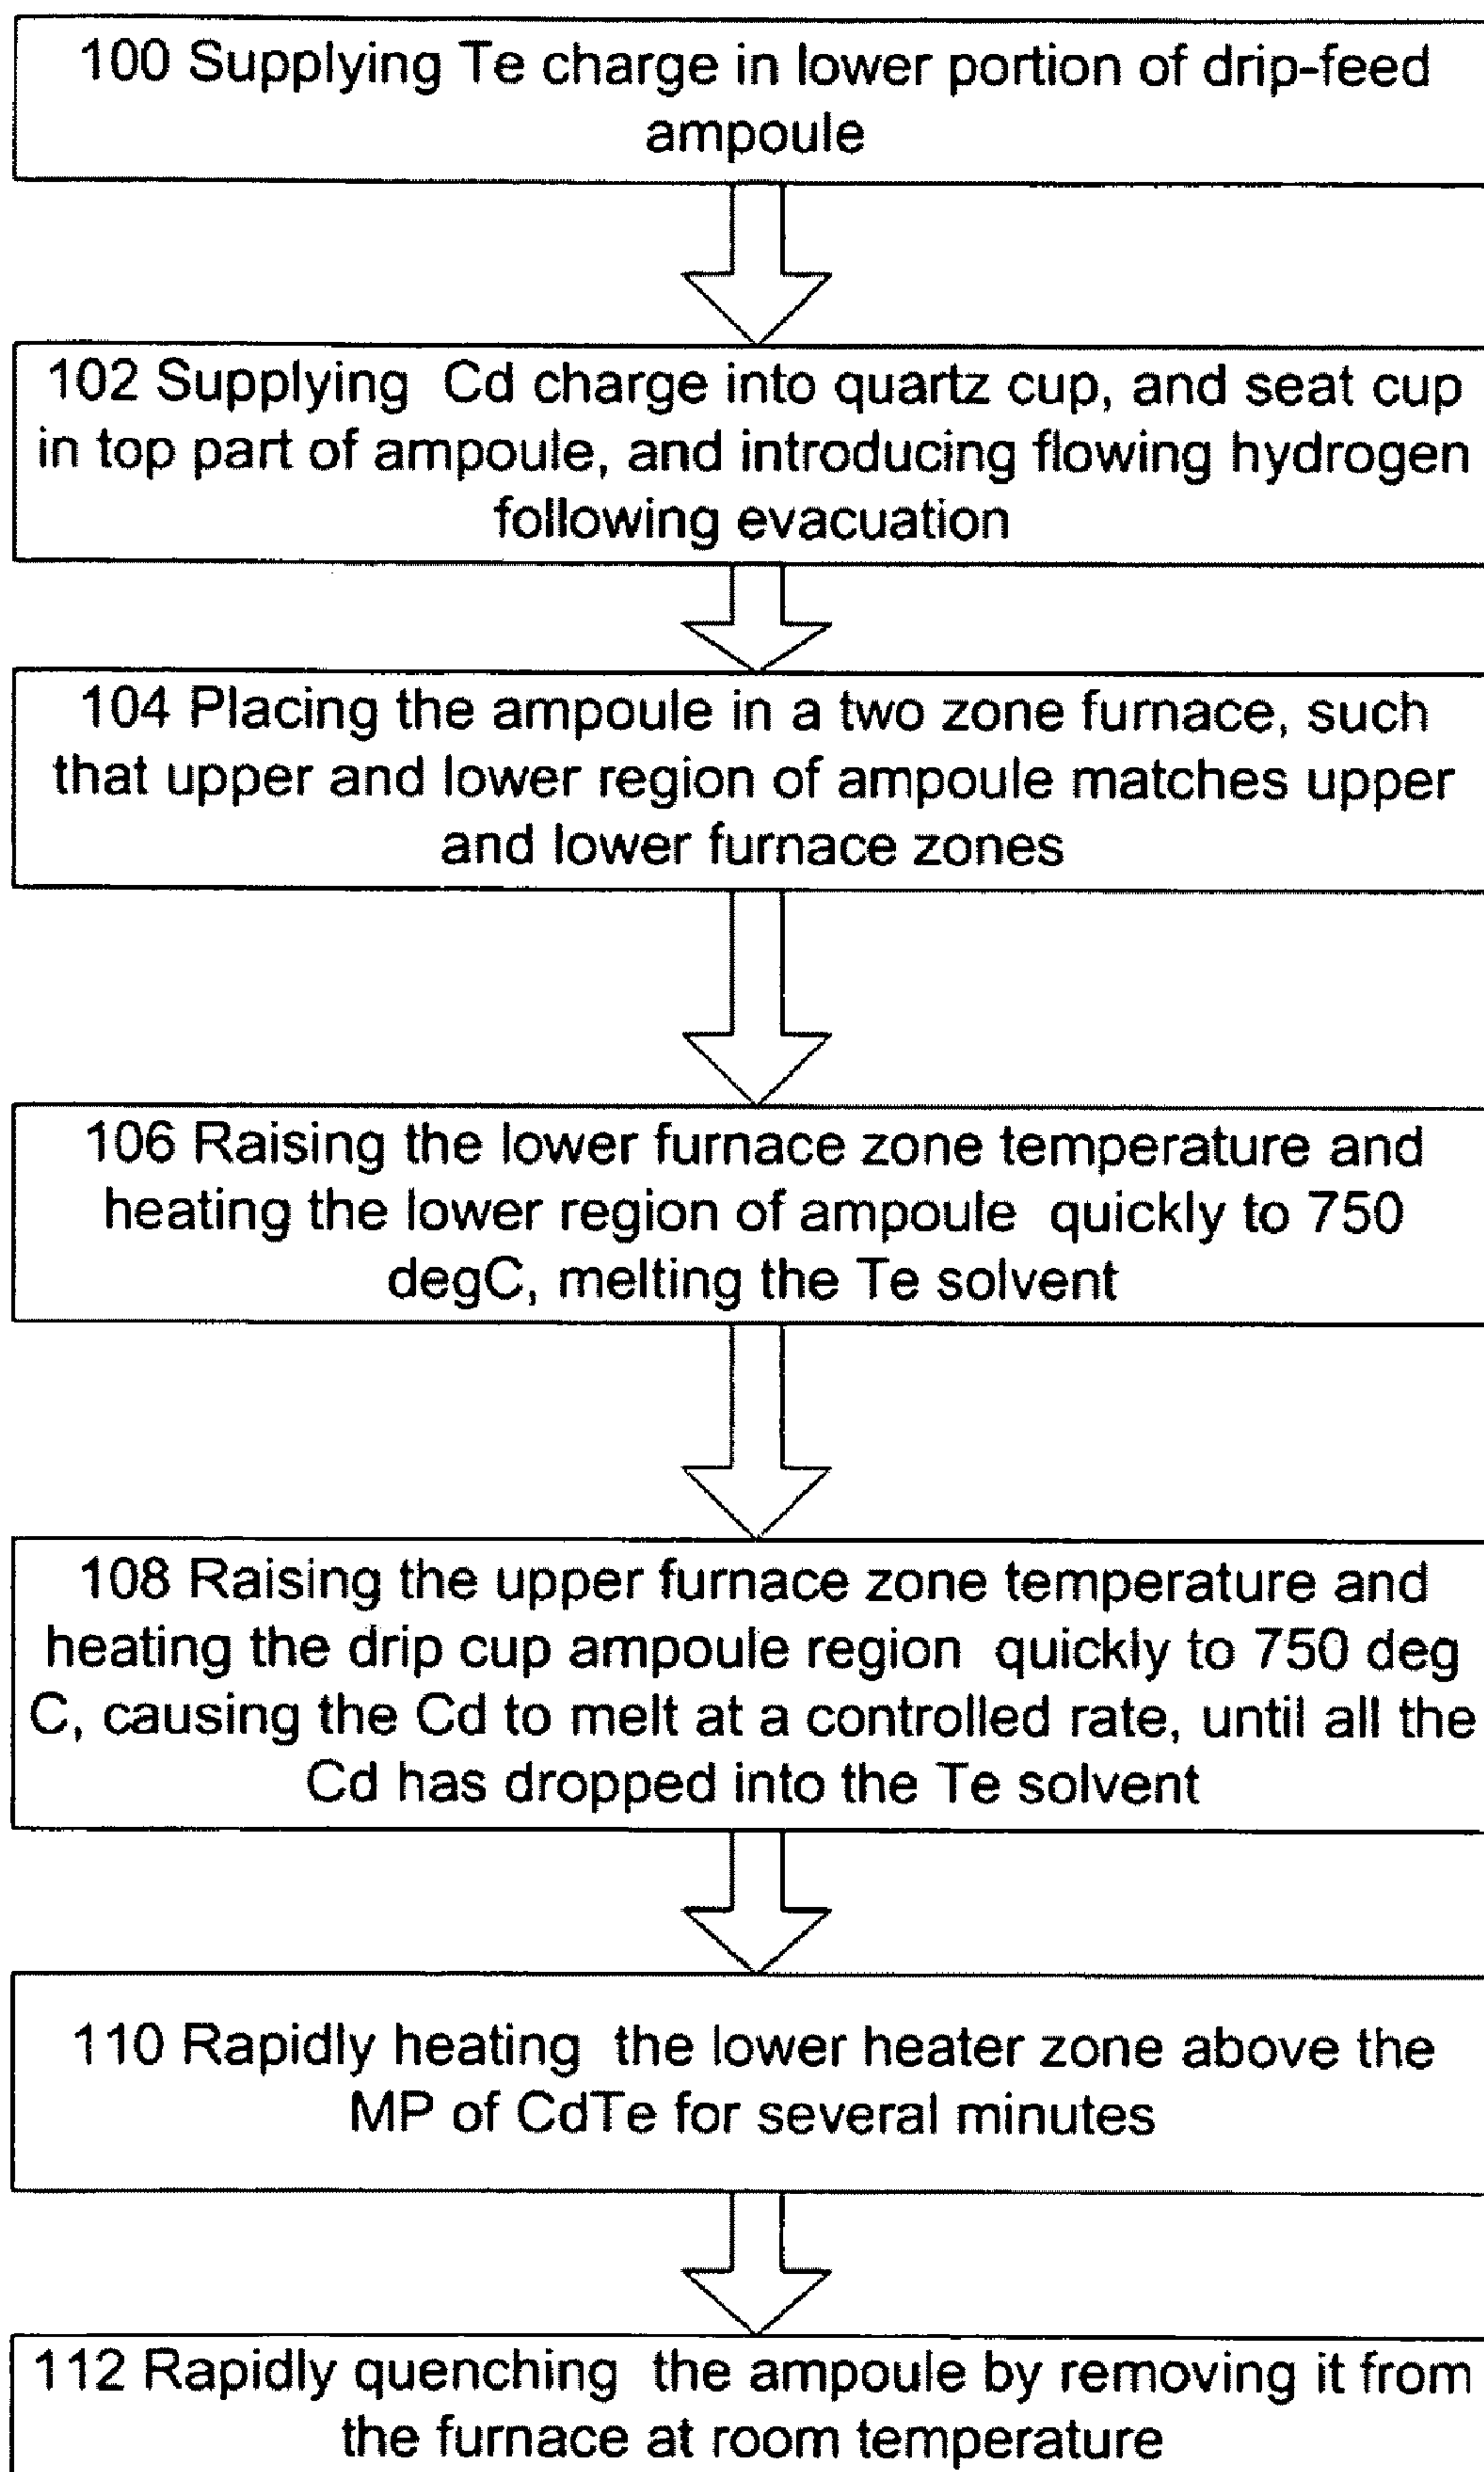 100 Supplying Te charge in lower portion of drip-feed
ampoule
102 Supplying Cd charge into quartz cup, and seat cup
in top part of ampoule, and introducing flowing hydrogen
following evacuation
104 Placing the ampoule in a two zone furnace, such
that upper and lower region of ampoule matches upper
and lower furnace zones
106 Raising the lower furnace zone temperature and
heating the lower region of ampoule quickly to 750
degC, melting the Te solvent
108 Raising the upper furnace zone temperature and
heating the drip cup ampoule region quickly to 750 deg
C, causing the Cd to melt at a controlled rate, until all the
Cd has dropped into the Te solvent
110 Rapidly heating the lower heater zone above the
MP of CdTe for several minutes
112 Rapidly quenching the ampoule by removing it from
the furnace at room temperature